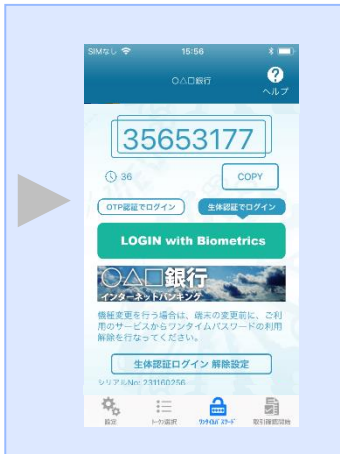 SIMなし 15:56
○△□銀行
ヘルプ
35653177
36
COPY
OTP認証でログイン
生体認証でログイン
LOGIN with Biometrics
○△□銀行
インターネットバンキング
機種変更を行う場合は、端末の変更前に、ご利
用のサービスからワンタイムパスワードの利用
解除を行なってください。
生体認証ログイン 解除設定
シリアルNo: 231160256
設定
トークン選択
ワンタイムパスワード
取引確認開始